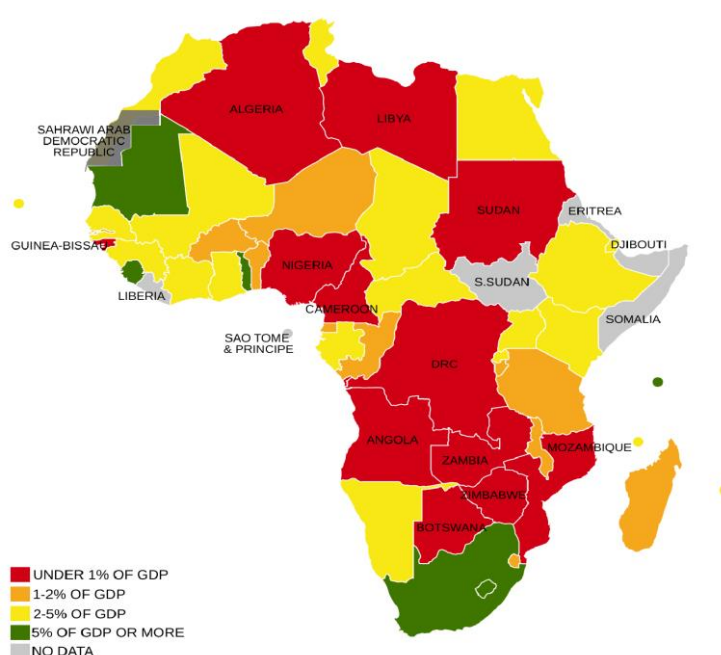 ALGERIA
LIBYA
SAHRAWI ARAB
DEMOCRATIC
REPUBLIC
SUDAN
ERITREA
GUINEA-BISSAU
DJIBOUTI
NIGERIA
S.SUDAN
LIBERIA
CAMEROON
SOMALIA
SAO TOME
& PRINCIPE
DRC
ANGOLA
MOZAMBIQUE
ZAMBIA
ZIMBABWE
BOTSWANA
UNDER 1% OF GDP
1-2% OF GDP
2-5% OF GDP
5% OF GDP OR MORE
NO DATA